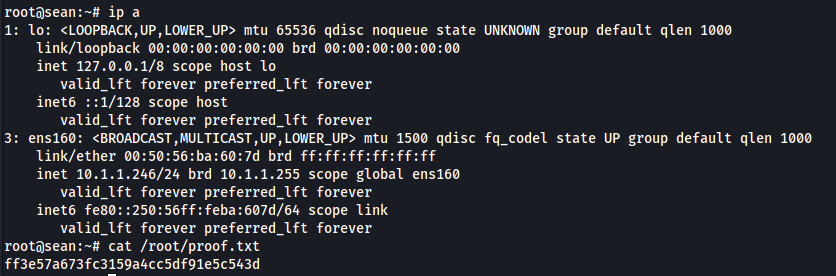 root@sean:~# ip a
1: lo: <LOOPBACK,UP,LOWER_UP> mtu 65536 qdisc noqueue state UNKNOWN group default qlen 1000
    link/loopback 00:00:00:00:00:00 brd 00:00:00:00:00:00
    inet 127.0.0.1/8 scope host lo
       valid_lft forever preferred_lft forever
    inet6 ::1/128 scope host
       valid_lft forever preferred_lft forever
3: ens160: <BROADCAST,MULTICAST,UP,LOWER_UP> mtu 1500 qdisc fq_codel state UP group default qlen 1000
    link/ether 00:50:56:ba:60:7d brd ff:ff:ff:ff:ff:ff
    inet 10.1.1.246/24 brd 10.1.1.255 scope global ens160
       valid_lft forever preferred_lft forever
    inet6 fe80::250:56ff:feba:607d/64 scope link
       valid_lft forever preferred_lft forever
root@sean:~# cat /root/proof.txt
ff3e57a673fc3159a4cc5df91e5c543d